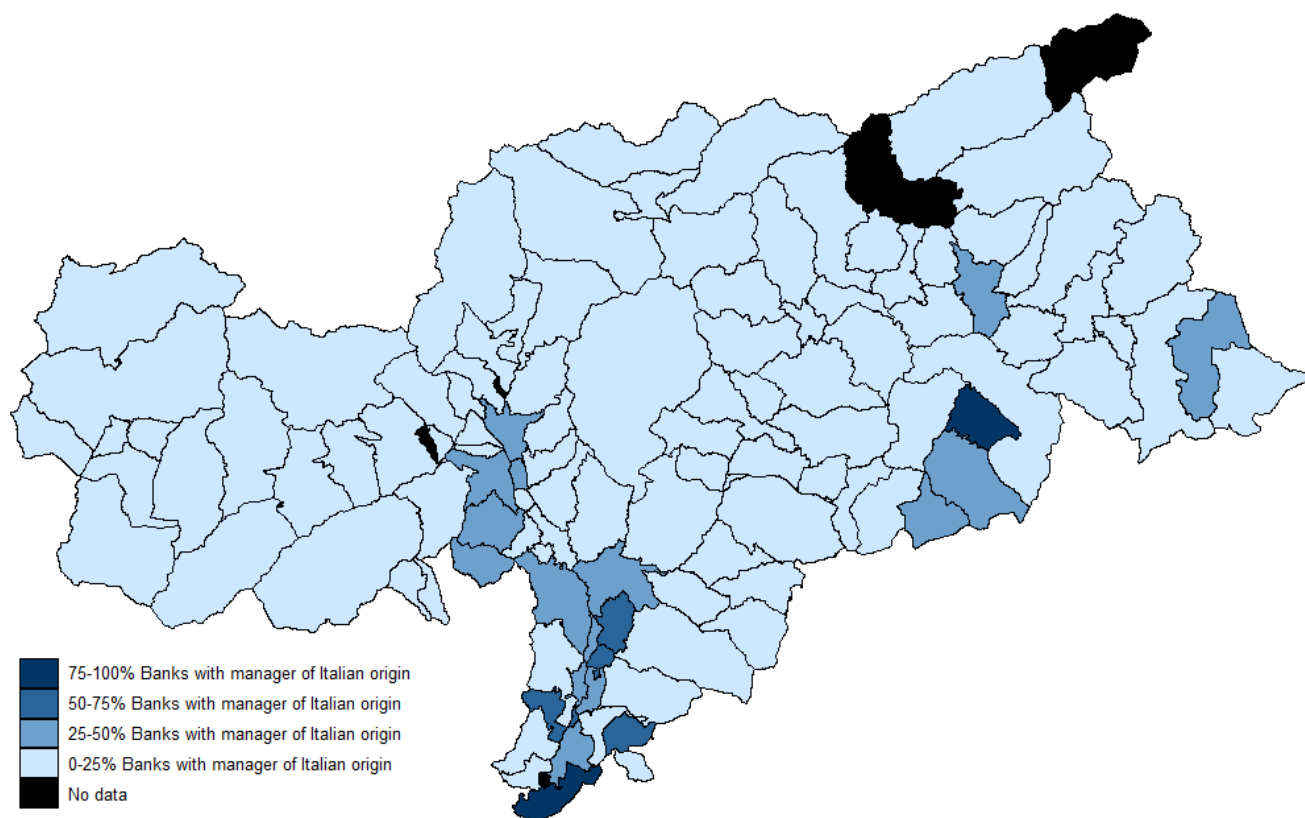 75-100% Banks with manager of Italian origin
50-75% Banks with manager of Italian origin
25-50% Banks with manager of Italian origin
0-25% Banks with manager of Italian origin
No data